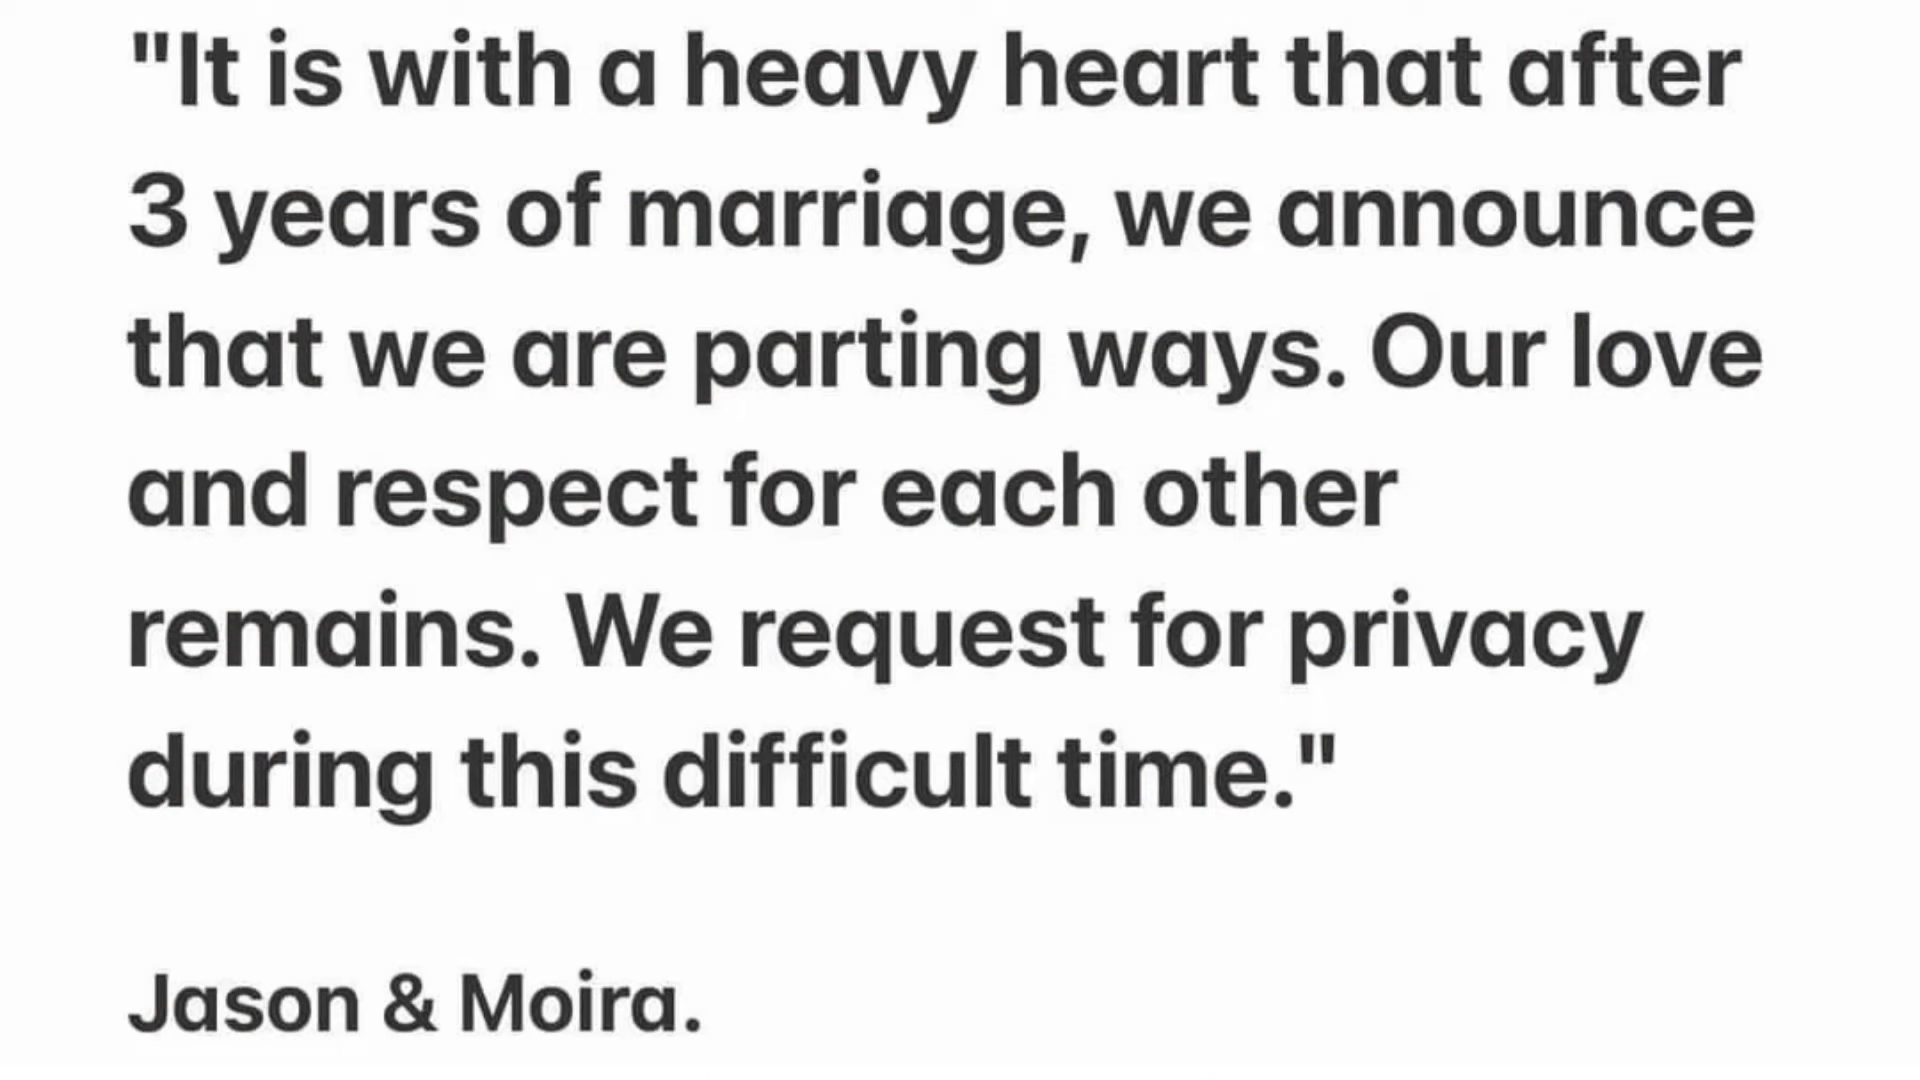 "It is with a heavy heart that after
3 years of marriage, we announce
that we are parting ways. Our love
and respect for each other
remains. We request for privacy
during this difficult time."
Jason & Moira.